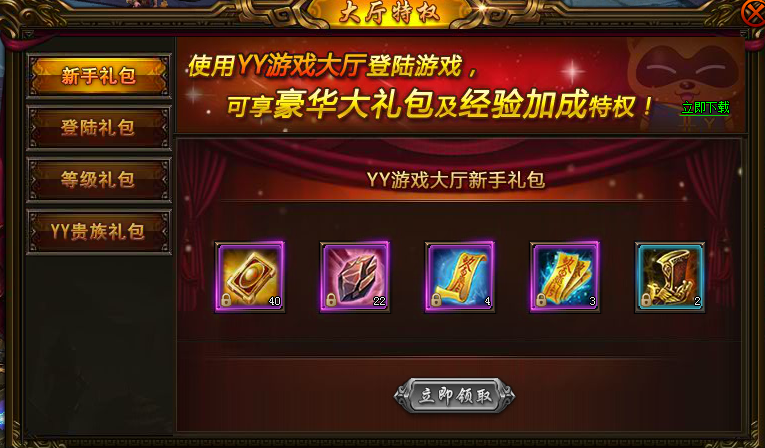 大厅特权
新手礼包
登陆礼包
等级礼包
YY贵族礼包
使用YY游戏大厅登陆游戏，
可享豪华大礼包及经验加成特权！
立即下载
YY游戏大厅新手礼包
40
22
4
3
2
立即领取